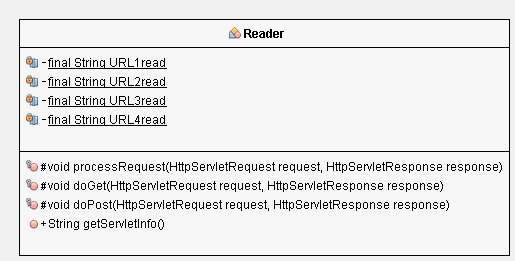 Reader
-final String URL1read
-final String URL2read
-final String URL3read
-final String URL4read
#void processRequest(HttpServletRequest request, HttpServletResponse response)
#void doGet(HttpServletRequest request, HttpServletResponse response)
#void doPost(HttpServletRequest request, HttpServletResponse response)
+String getServletInfo()